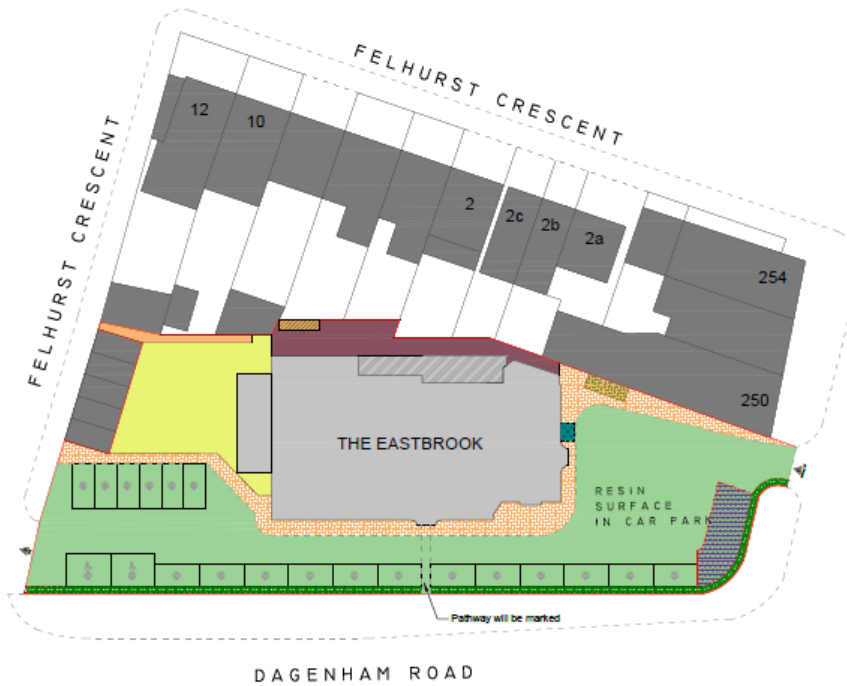 FELHURST CRESCENT
FELHURST CRESCENT
12
10
2
2c
2b
2a
254
250
THE EASTBROOK
RESIN
SURFACE
IN CAR PARK
Pathway will be marked
DAGENHAM ROAD